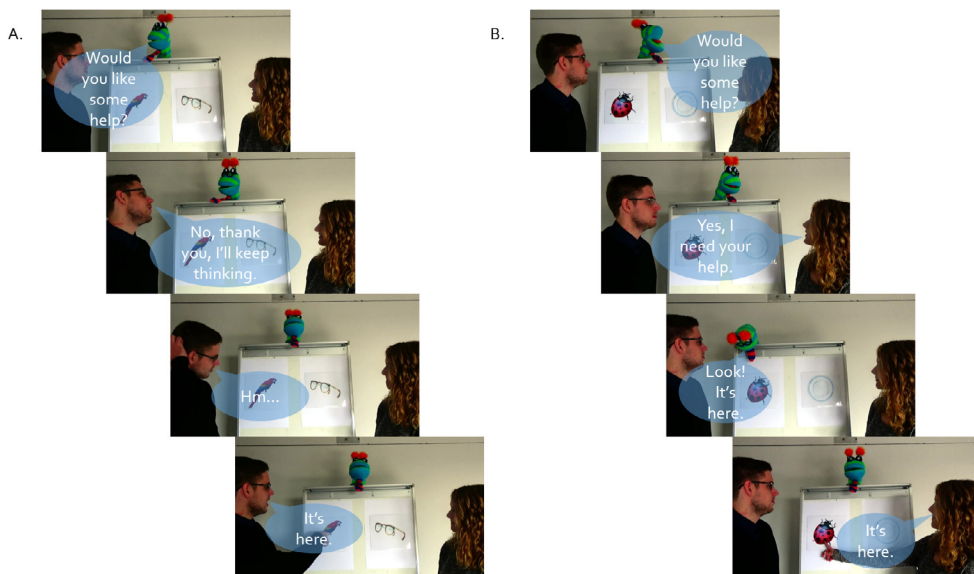 A.
Would
you like
some
help?
No, thank
you, I'll keep
thinking.
Hm...
It's
here.
B.
Would
you like
some
help?
Yes, I
need your
help.
Look!
It's
here.
It's
here.